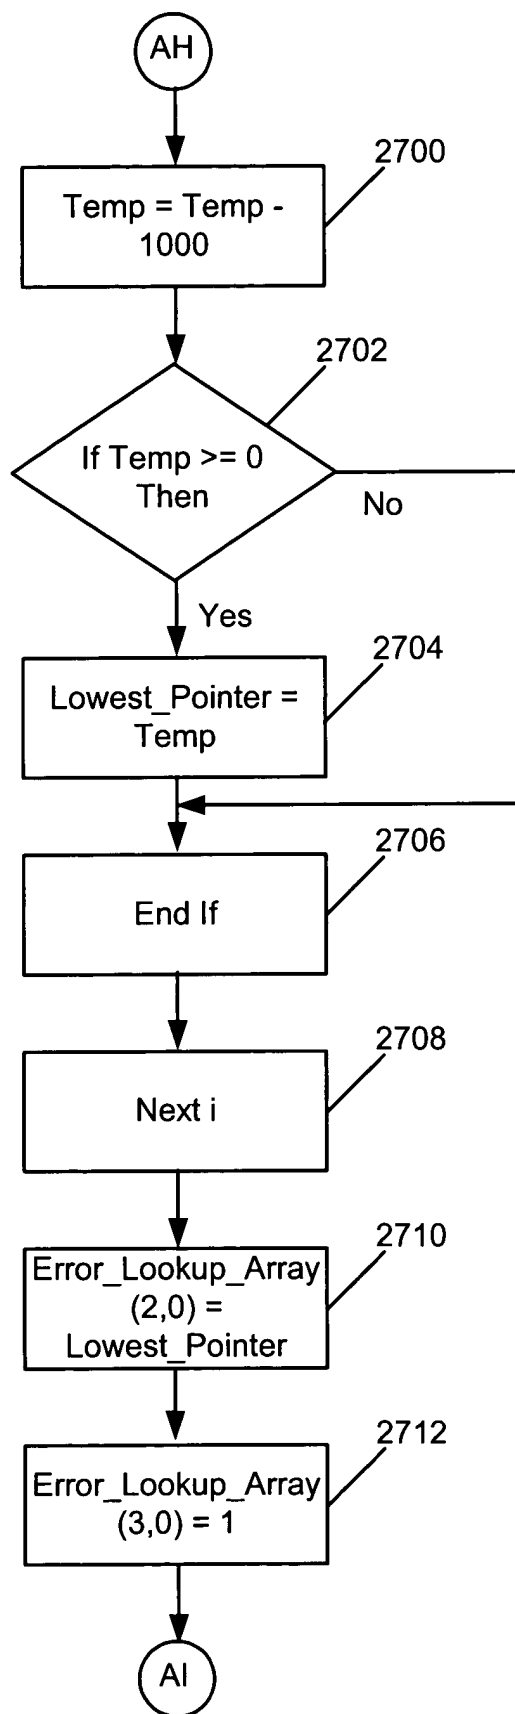 AH
2700
Temp = Temp -
1000
2702
If Temp >= 0
Then
No
Yes
2704
Lowest_Pointer =
Temp
2706
End If
2708
Next i
2710
Error_Lookup_Array
(2,0) =
Lowest_Pointer
2712
Error_Lookup_Array
(3,0) = 1
AI